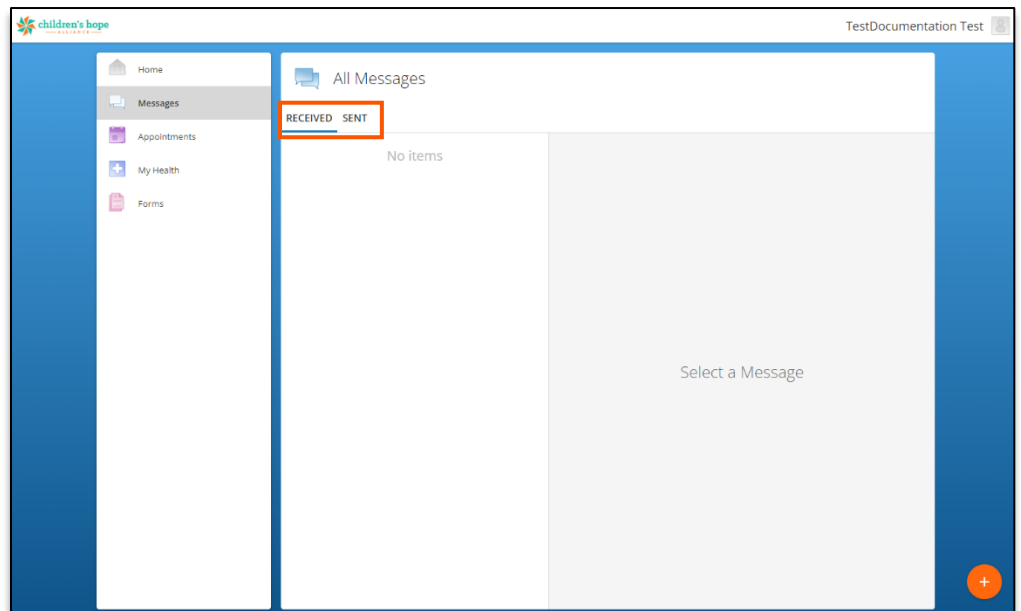 children's hope
ALLIANCE
TestDocumentation Test
Home
Messages
Appointments
My Health
Forms
All Messages
RECEIVED SENT
No items
Select a Message
+